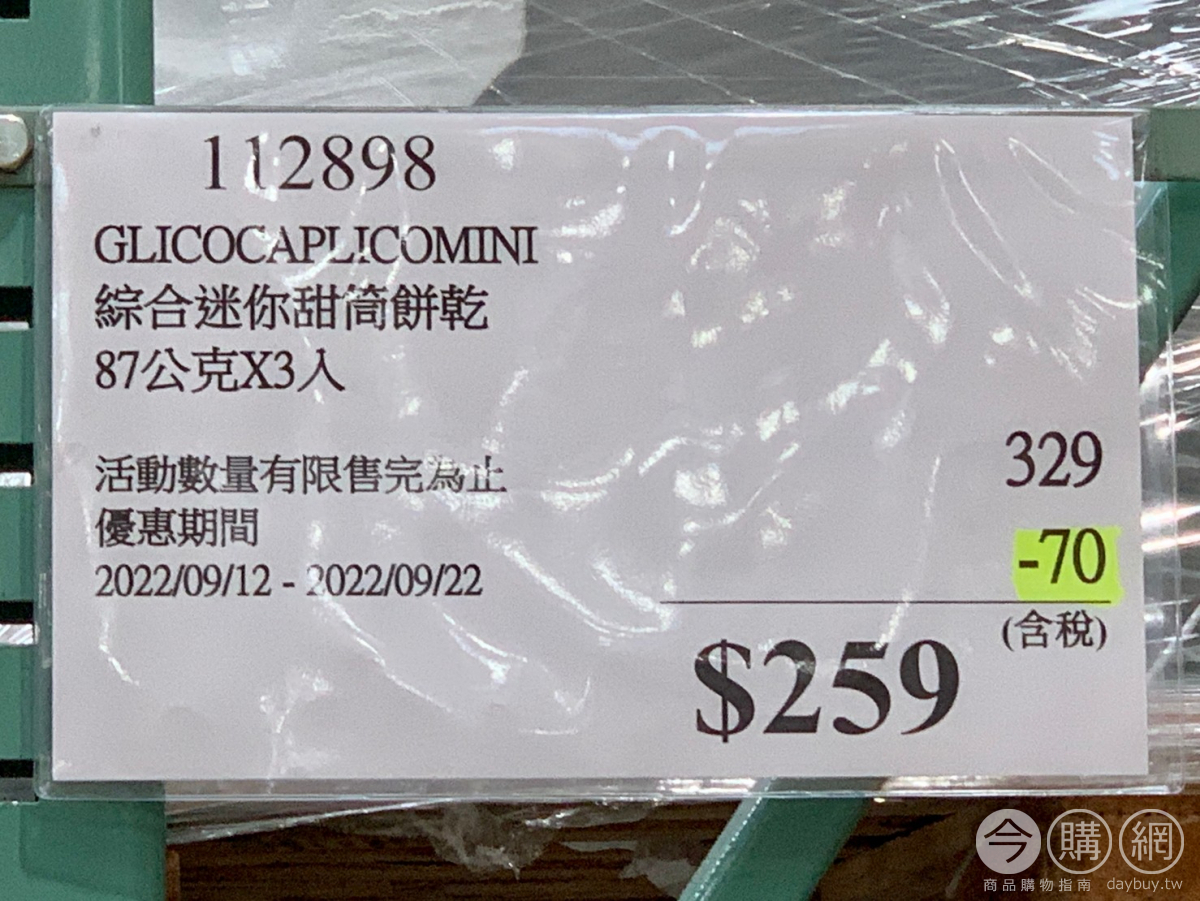 112898
GLICOCAPLICOMINI
綜合迷你甜筒餅乾
87公克X3入
活動數量有限售完為止
優惠期間
2022/09/12 - 2022/09/22
329
-70
(含稅)
$259
今購網
商品購物指南 daybuy.tw